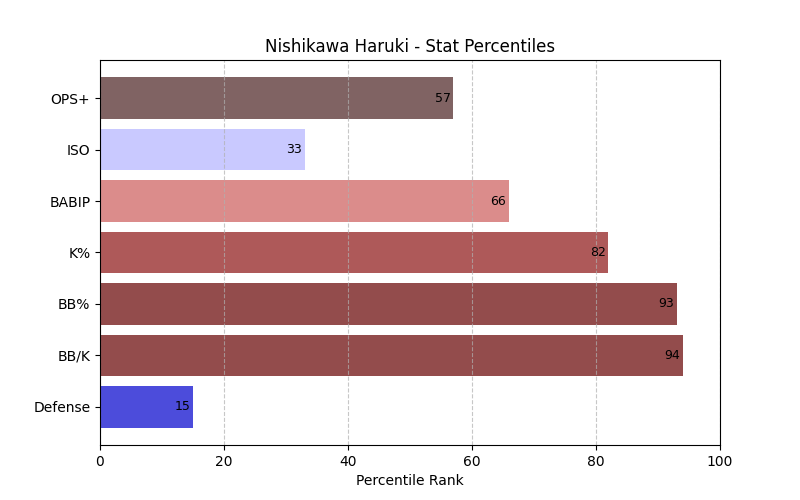 Nishikawa Haruki - Stat Percentiles
OPS+ 57
ISO 33
BABIP 66
K% 82
BB% 93
BB/K 94
Defense 15
0 20 40 60 80 100
Percentile Rank